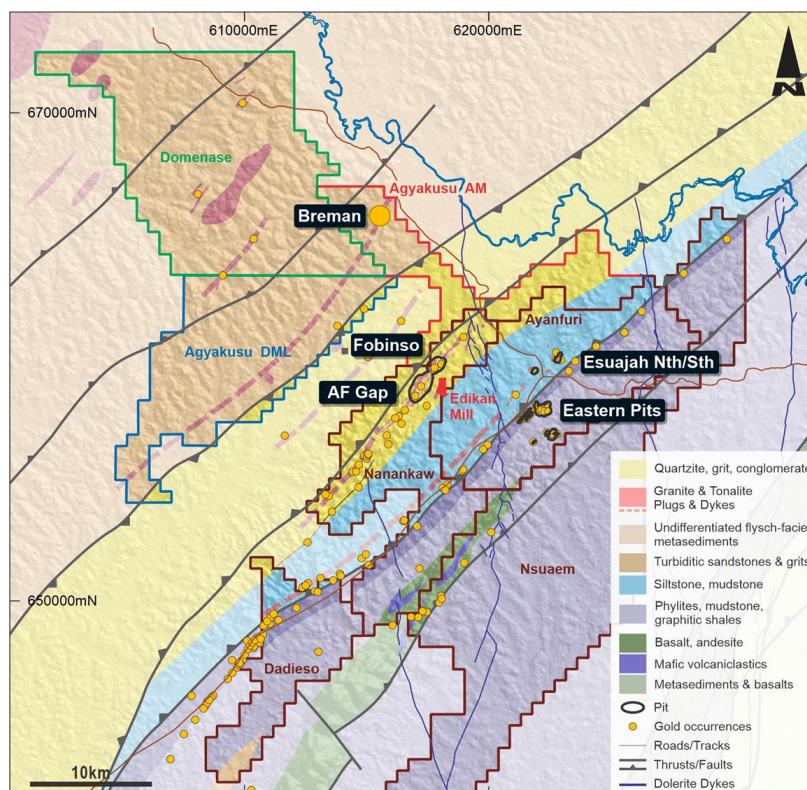 610000mE
620000mE
N
670000mN
Domenase
Agyakusu AM
Breman
Ayanfuri
Fobinso
Agyakusu DML
Esuajah Nth/Sth
AF Gap
Edikan
Mill
Eastern Pits
Nanankaw
Nsuaem
650000mN
Dadieso
10km
Quartzite, grit, conglomerate
Granite & Tonalite
Plugs & Dykes
Undifferentiated flysch-facie
metasediments
Turbiditic sandstones & grits
Siltstone, mudstone
Phylites, mudstone,
graphitic shales
Basalt, andesite
Mafic volcaniclastics
Metasediments & basalts
Pit
Gold occurrences
Roads/Tracks
Thrusts/Faults
Dolerite Dykes